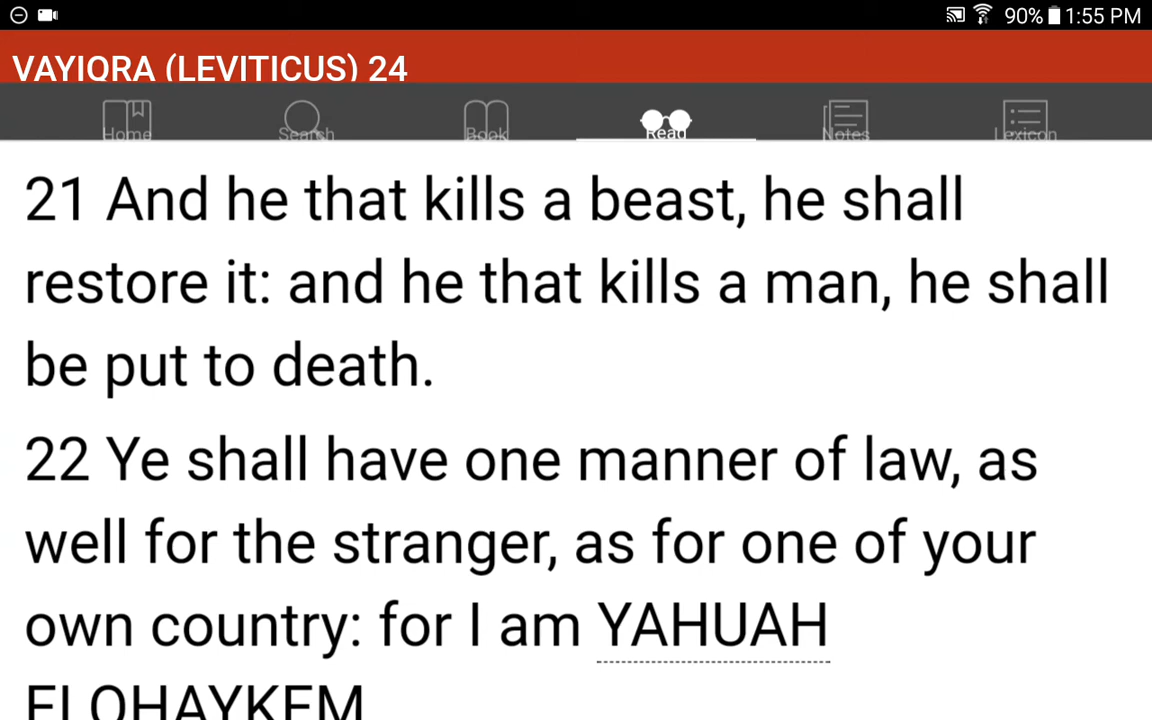 90% 1:55 PM
VAYIQRA (LEVITICUS) 24
Home Search Book Read Notes Lexicon
21 And he that kills a beast, he shall
restore it: and he that kills a man, he shall
be put to death.
22 Ye shall have one manner of law, as
well for the stranger, as for one of your
own country: for I am YAHUAH
ELOHAYKEM